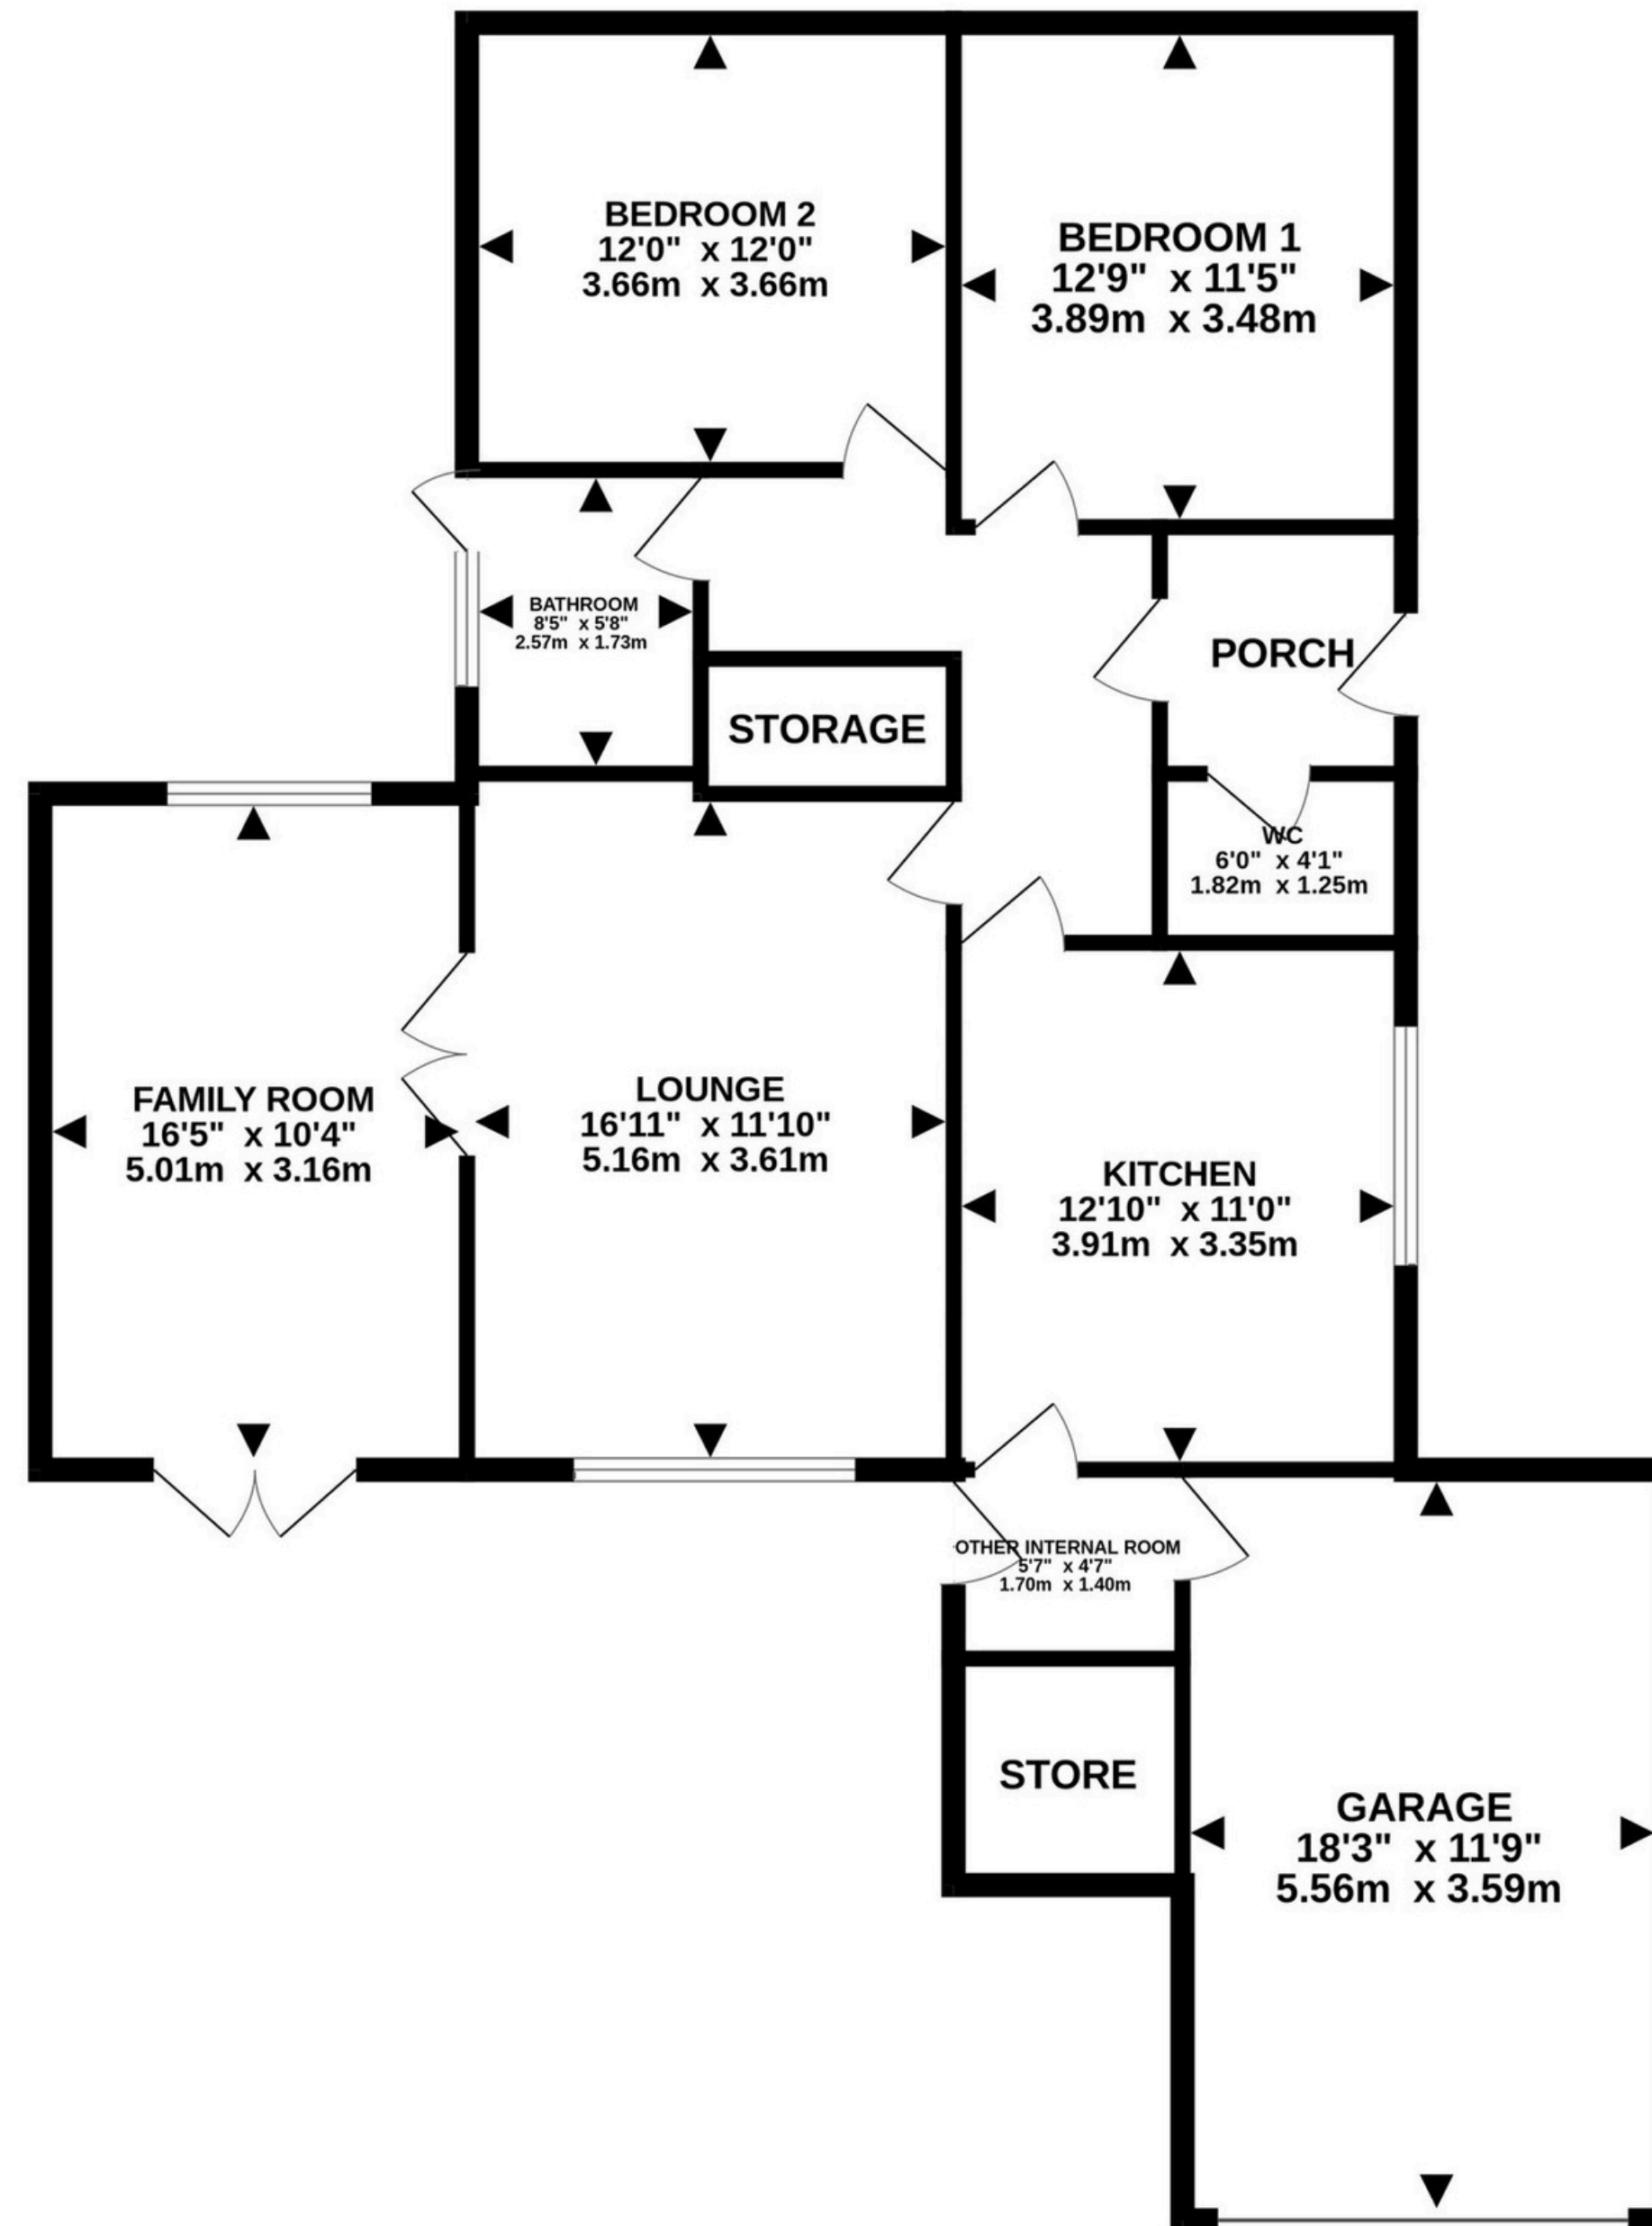 BEDROOM 2
12'0" x 12'0"
3.66m x 3.66m
BEDROOM 1
12'9" x 11'5"
3.89m x 3.48m
BATHROOM
8'5" x 5'8"
2.57m x 1.73m
PORCH
STORAGE
WC
6'0" x 4'1"
1.82m x 1.25m
FAMILY ROOM
16'5" x 10'4"
5.01m x 3.16m
LOUNGE
16'11" x 11'10"
5.16m x 3.61m
KITCHEN
12'10" x 11'0"
3.91m x 3.35m
OTHER INTERNAL ROOM
5'7" x 4'7"
1.70m x 1.40m
STORE
GARAGE
18'3" x 11'9"
5.56m x 3.59m